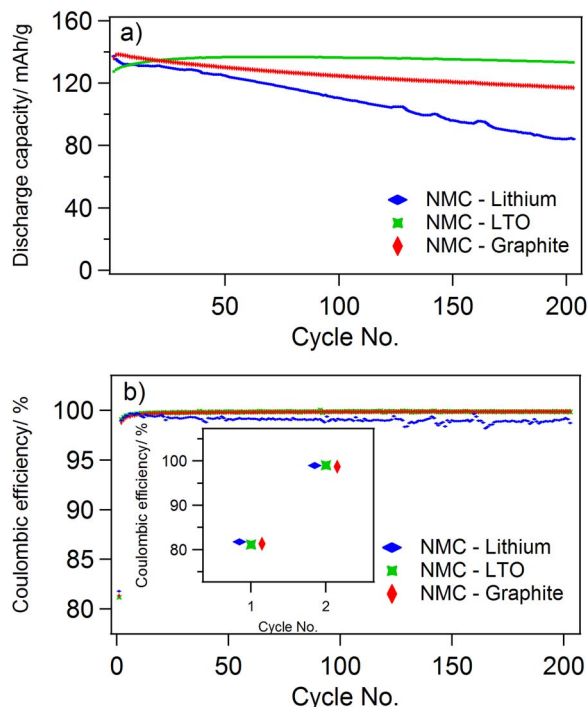 a)
Discharge capacity/ mAh/g
160
120
80
40
0
NMC - Lithium
NMC - LTO
NMC - Graphite
50
100
150
200
Cycle No.
b)
Coulombic efficiency/ %
100
95
90
85
80
Coulombic efficiency/ %
100
90
80
1
2
Cycle No.
NMC - Lithium
NMC - LTO
NMC - Graphite
0
50
100
150
200
Cycle No.